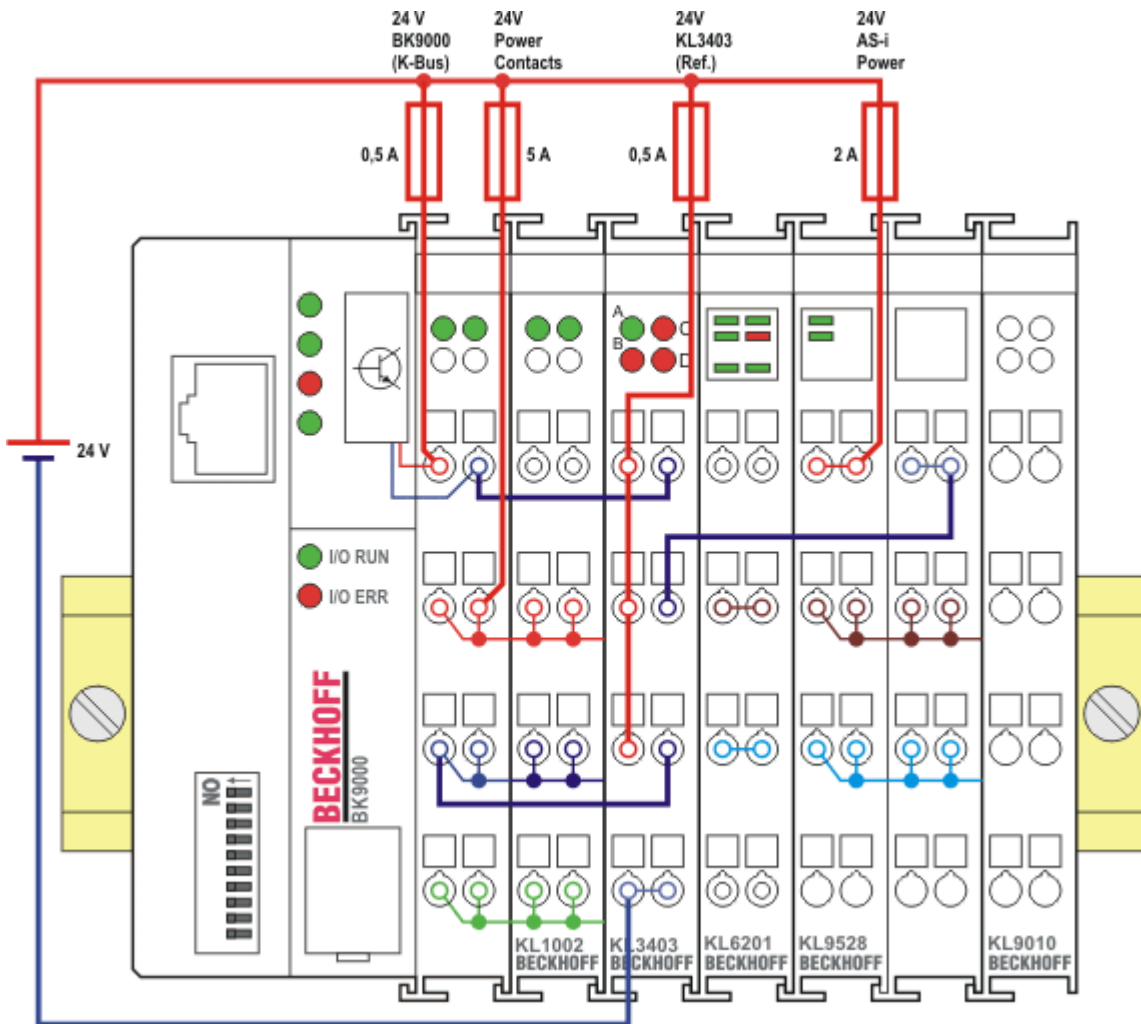 24 V
BK9000
(K-Bus)
24V
Power
Contacts
24V
KL3403
(Ref.)
24V
AS-i
Power
0,5 A
5 A
0,5 A
2 A
24 V
A
B
C
D
I/O RUN
I/O ERR
BECKHOFF
BK9000
NO
KL1002
BECKHOFF
KL3403
BECKHOFF
KL6201
BECKHOFF
KL9528
BECKHOFF
KL9010
BECKHOFF